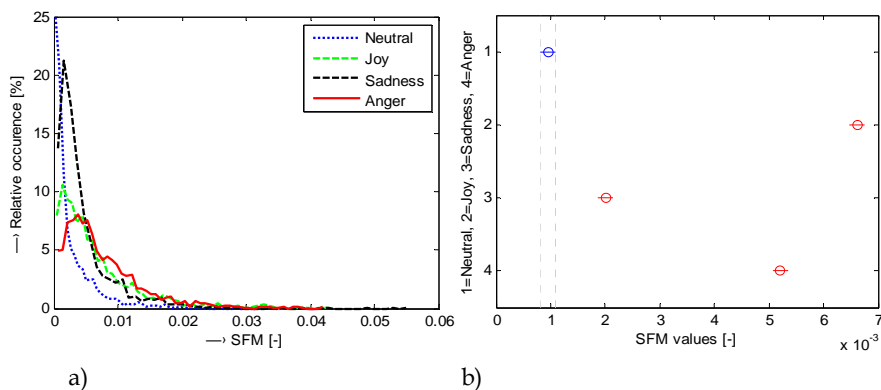 25
20
15
10
5
0
0
0.01
0.02
0.03
0.04
0.05
0.06
—› Relative occurence [%]
—› SFM [-]
Neutral
Joy
Sadness
Anger
a)
1
2
3
4
0
1
2
3
4
5
6
7
x 10⁻³
1=Neutral, 2=Joy, 3=Sadness, 4=Anger
SFM values [-]
b)